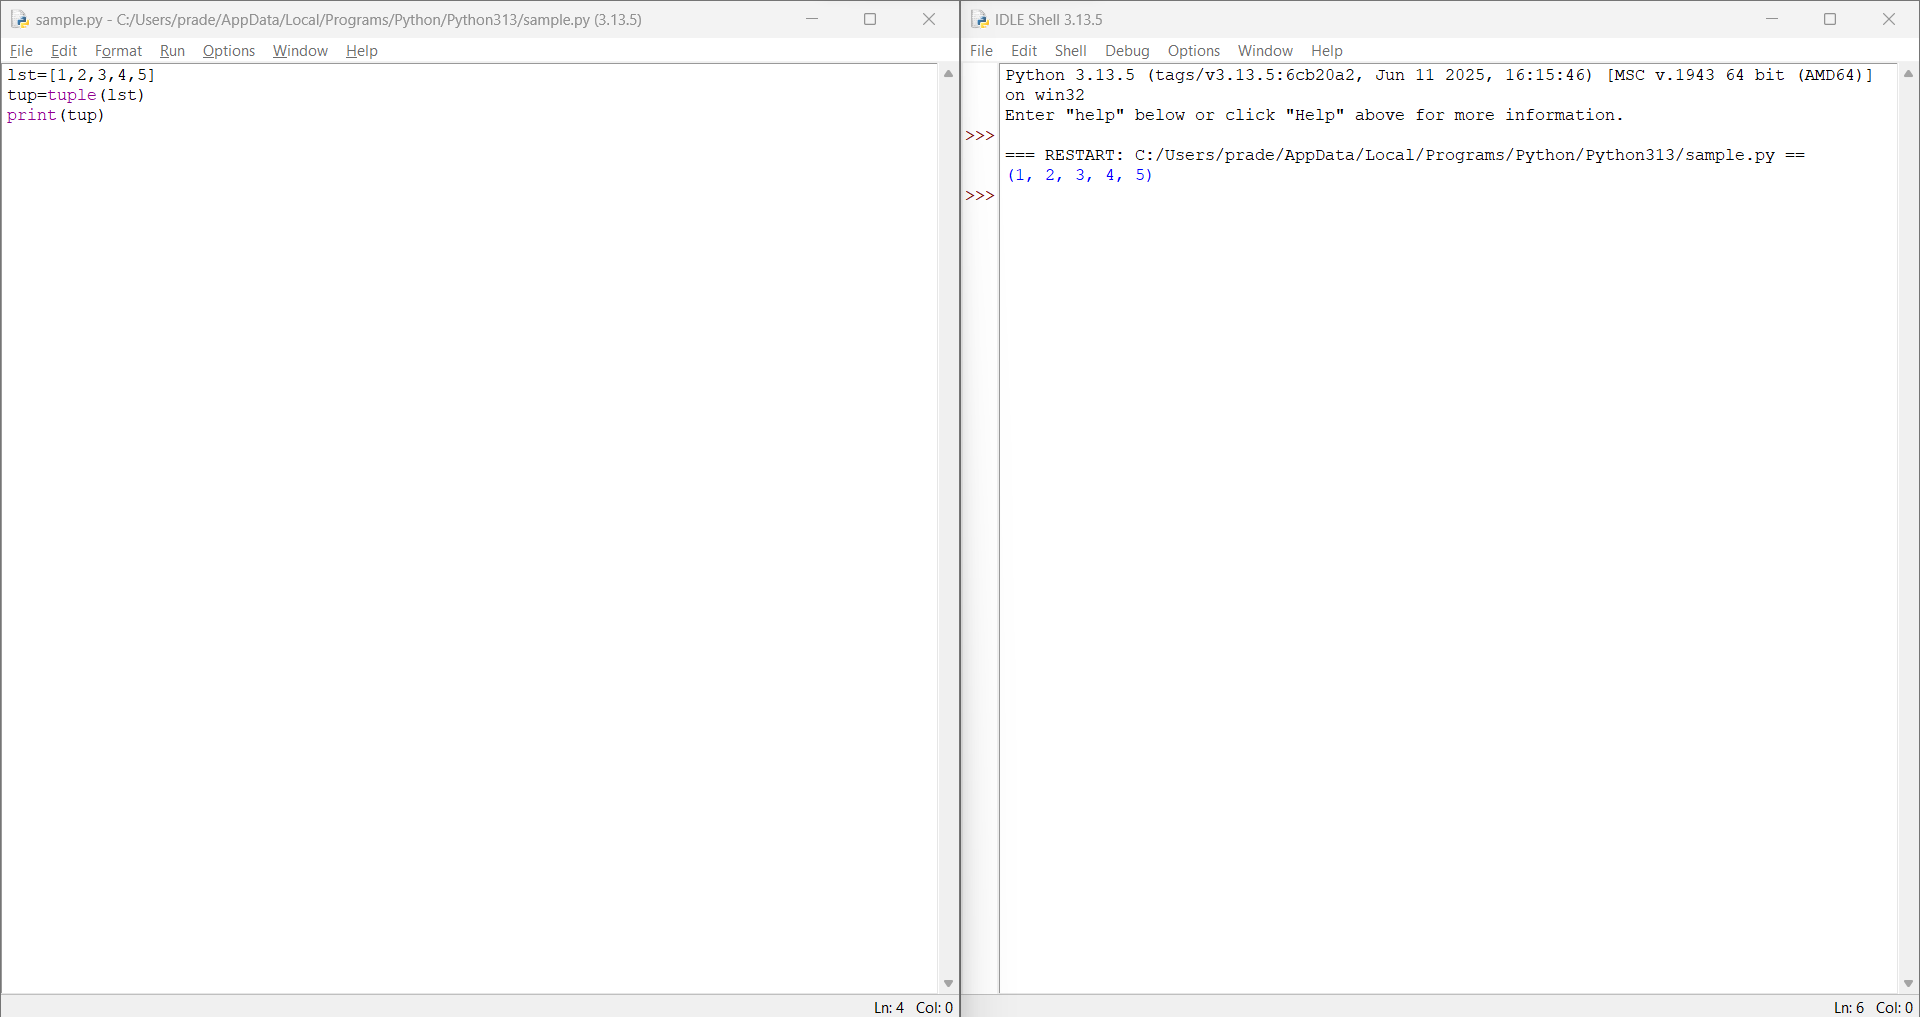 sample.py - C:/Users/prade/AppData/Local/Programs/Python/Python313/sample.py (3.13.5)
File Edit Format Run Options Window Help
lst=[1,2,3,4,5]
tup=tuple(lst)
print(tup)
Ln: 4 Col: 0
IDLE Shell 3.13.5
File Edit Shell Debug Options Window Help
Python 3.13.5 (tags/v3.13.5:6cb20a2, Jun 11 2025, 16:15:46) [MSC v.1943 64 bit (AMD64)]
on win32
Enter "help" below or click "Help" above for more information.
>>>
=== RESTART: C:/Users/prade/AppData/Local/Programs/Python/Python313/sample.py ==
(1, 2, 3, 4, 5)
>>>
Ln: 6 Col: 0